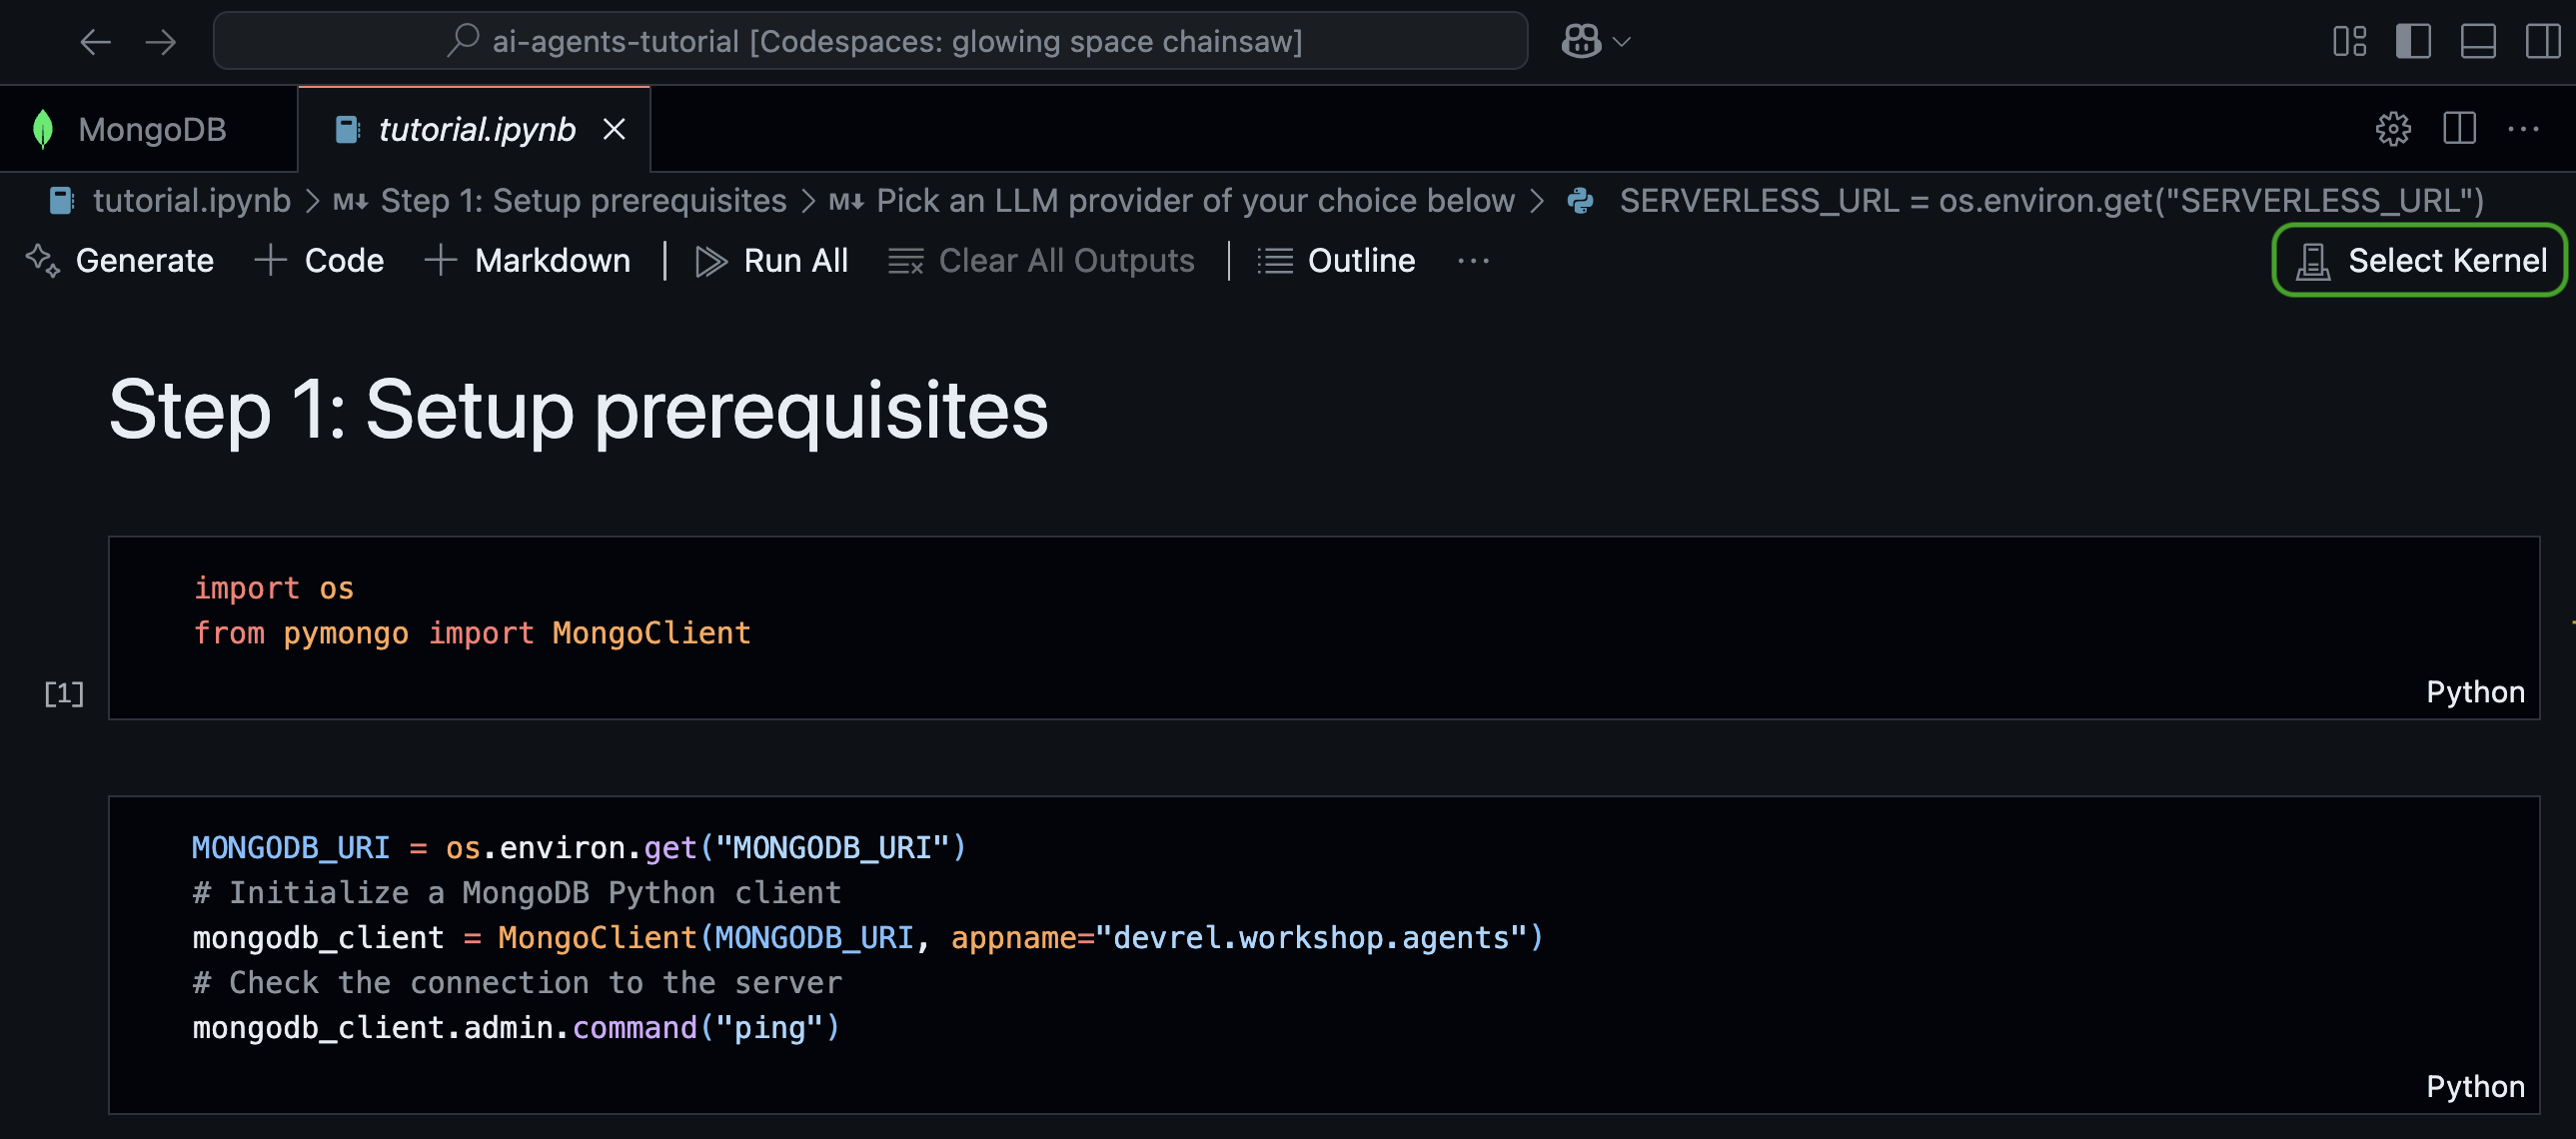 ai-agents-tutorial [Codespaces: glowing space chainsaw]
MongoDB
tutorial.ipynb
tutorial.ipynb > M↓ Step 1: Setup prerequisites > M↓ Pick an LLM provider of your choice below > SERVERLESS_URL = os.environ.get("SERVERLESS_URL")
Generate + Code + Markdown | Run All Clear All Outputs | Outline ··· Select Kernel
Step 1: Setup prerequisites
import os
from pymongo import MongoClient
[1]
Python
MONGODB_URI = os.environ.get("MONGODB_URI")
# Initialize a MongoDB Python client
mongodb_client = MongoClient(MONGODB_URI, appname="devrel.workshop.agents")
# Check the connection to the server
mongodb_client.admin.command("ping")
Python